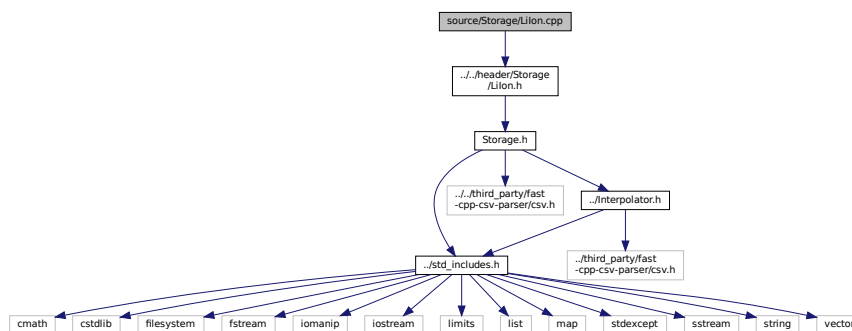 source/Storage/LiIon.cpp
../../header/Storage
/LiIon.h
Storage.h
../../third_party/fast
-cpp-csv-parser/csv.h
../Interpolator.h
../std_includes.h
../third_party/fast
-cpp-csv-parser/csv.h
cmath
cstdlib
filesystem
fstream
iomanip
iostream
limits
list
map
stdexcept
sstream
string
vector